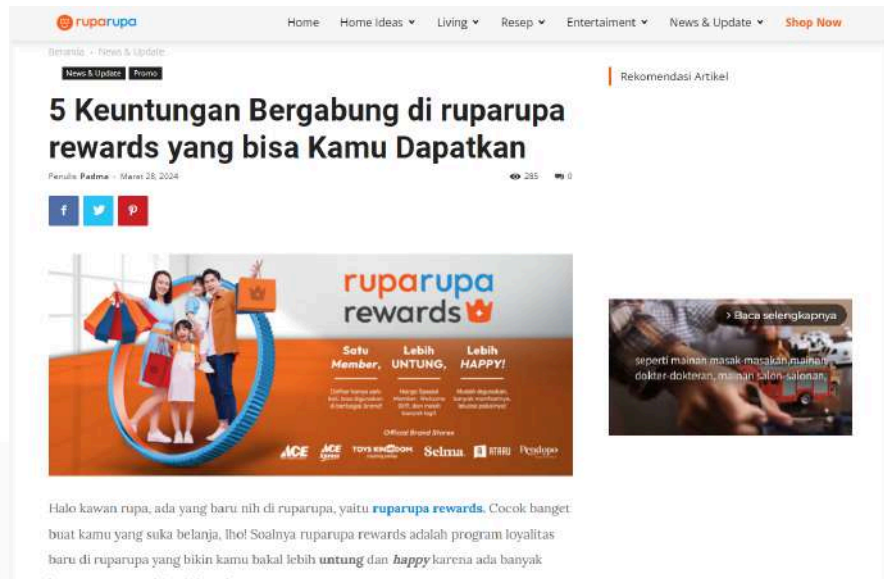 ruparupa
Home Home Ideas Living Resep Entertaiment News & Update Shop Now
Beranda › News & Update
News & Update Promo
Rekomendasi Artikel
5 Keuntungan Bergabung di ruparupa
rewards yang bisa Kamu Dapatkan
Penulis Padma - Maret 28, 2024
285 0
ruparupa
rewards
Satu Lebih Lebih
Member, UNTUNG, HAPPY!
Official Brand Stores
ACE ACE Xpress TOYS KINGDOM Selma ATARU Pendopo
Baca selengkapnya
seperti mainan masak-masakan, mainan
dokter-dokteran, mainan salon-salonan,
Halo kawan rupa, ada yang baru nih di ruparupa, yaitu ruparupa rewards. Cocok banget
buat kamu yang suka belanja, lho! Soalnya ruparupa rewards adalah program loyalitas
baru di ruparupa yang bikin kamu bakal lebih untung dan happy karena ada banyak